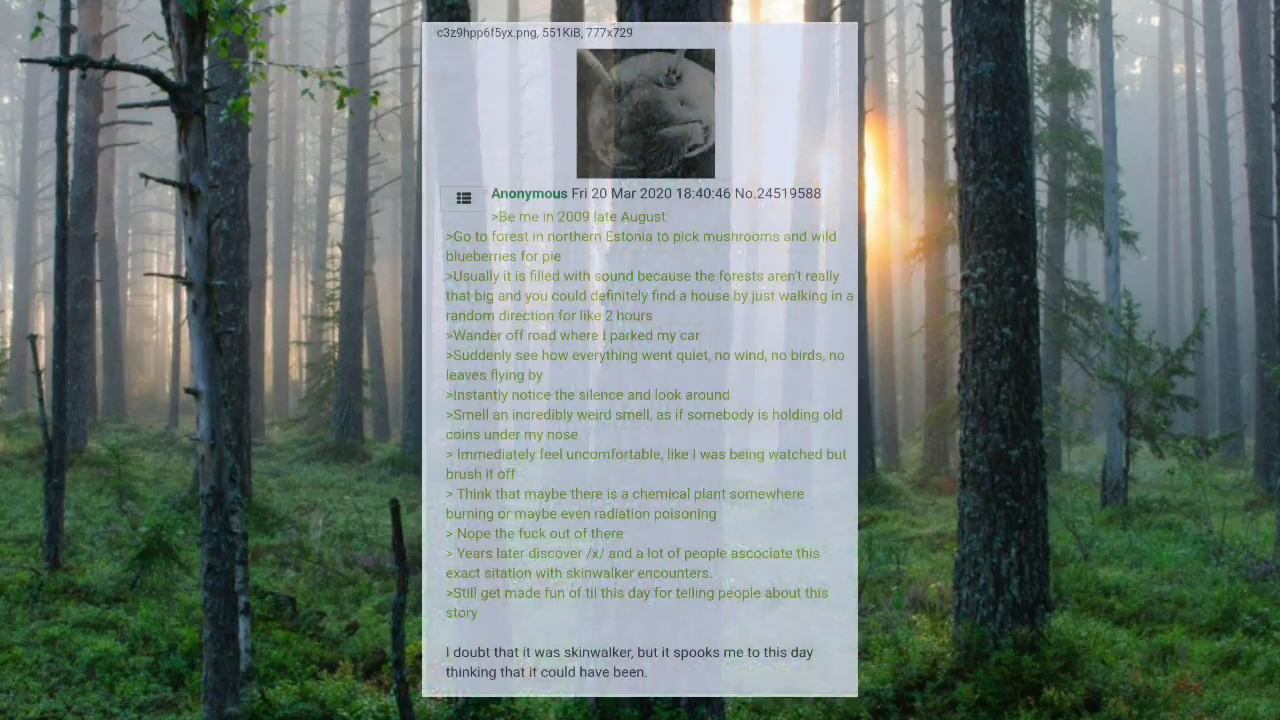 c3z9hpp6f5yx.png, 551KiB, 777x729
Anonymous Fri 20 Mar 2020 18:40:46 No.24519588
>Be me in 2009 late August
>Go to forest in northern Estonia to pick mushrooms and wild
blueberries for pie
>Usually it is filled with sound because the forests aren't really
that big and you could definitely find a house by just walking in a
random direction for like 2 hours
>Wander off road where I parked my car
>Suddenly see how everything went quiet, no wind, no birds, no
leaves flying by
>Instantly notice the silence and look around
>Smell an incredibly weird smell, as if somebody is holding old
coins under my nose
> Immediately feel uncomfortable, like I was being watched but
brush it off
> Think that maybe there is a chemical plant somewhere
burning or maybe even radiation poisoning
> Nope the fuck out of there
> Years later discover /x/ and a lot of people ascociate this
exact sitation with skinwalker encounters.
>Still get made fun of til this day for telling people about this
story
I doubt that it was skinwalker, but it spooks me to this day
thinking that it could have been.